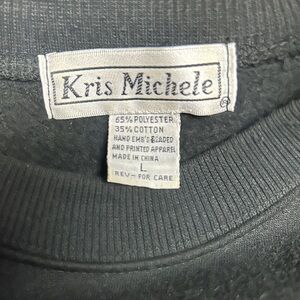 Kris Michele
®
65% POLYESTER
35% COTTON
HAND EMB'D BEADED
AND PRINTED APPAREL
MADE IN CHINA
L
REV-FOR CARE